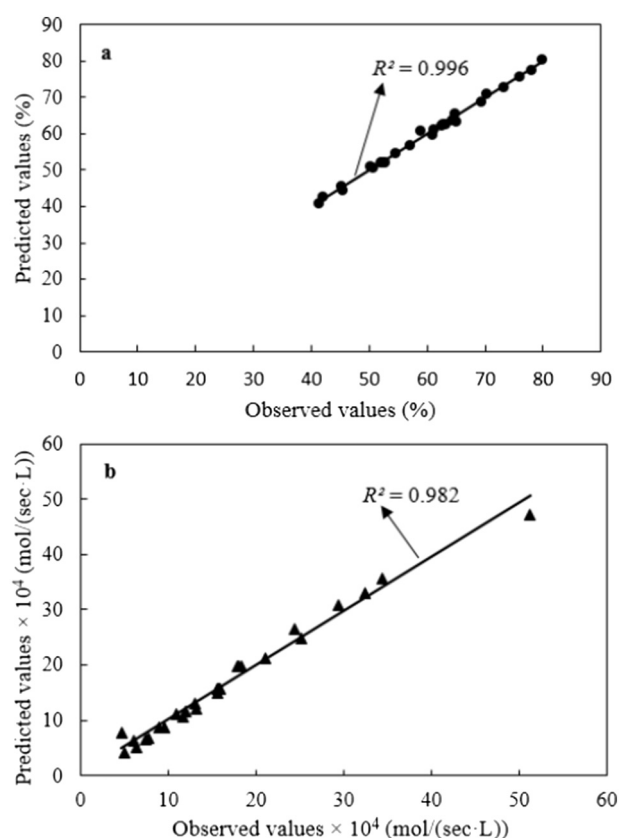 a
R² = 0.996
Predicted values (%)
90
80
70
60
50
40
30
20
10
0
0 10 20 30 40 50 60 70 80 90
Observed values (%)
b
R² = 0.982
Predicted values × 10⁴ (mol/(sec·L))
60
50
40
30
20
10
0
0 10 20 30 40 50 60
Observed values × 10⁴ (mol/(sec·L))